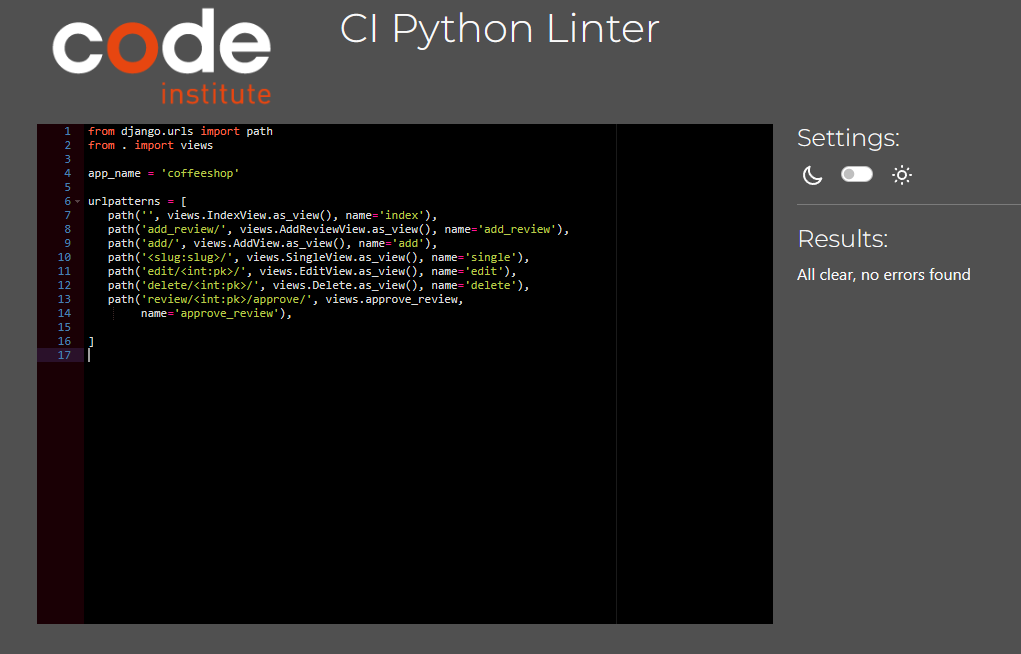 code
institute
CI Python Linter
1 from django.urls import path
2 from . import views
3
4 app_name = 'coffeeshop'
5
6 urlpatterns = [
7    path('', views.IndexView.as_view(), name='index'),
8    path('add_review/', views.AddReviewView.as_view(), name='add_review'),
9    path('add/', views.AddView.as_view(), name='add'),
10    path('<slug:slug>/', views.SingleView.as_view(), name='single'),
11    path('edit/<int:pk>/', views.EditView.as_view(), name='edit'),
12    path('delete/<int:pk>/', views.Delete.as_view(), name='delete'),
13    path('review/<int:pk>/approve/', views.approve_review,
14         name='approve_review'),
15
16 ]
17
Settings:
Results:
All clear, no errors found